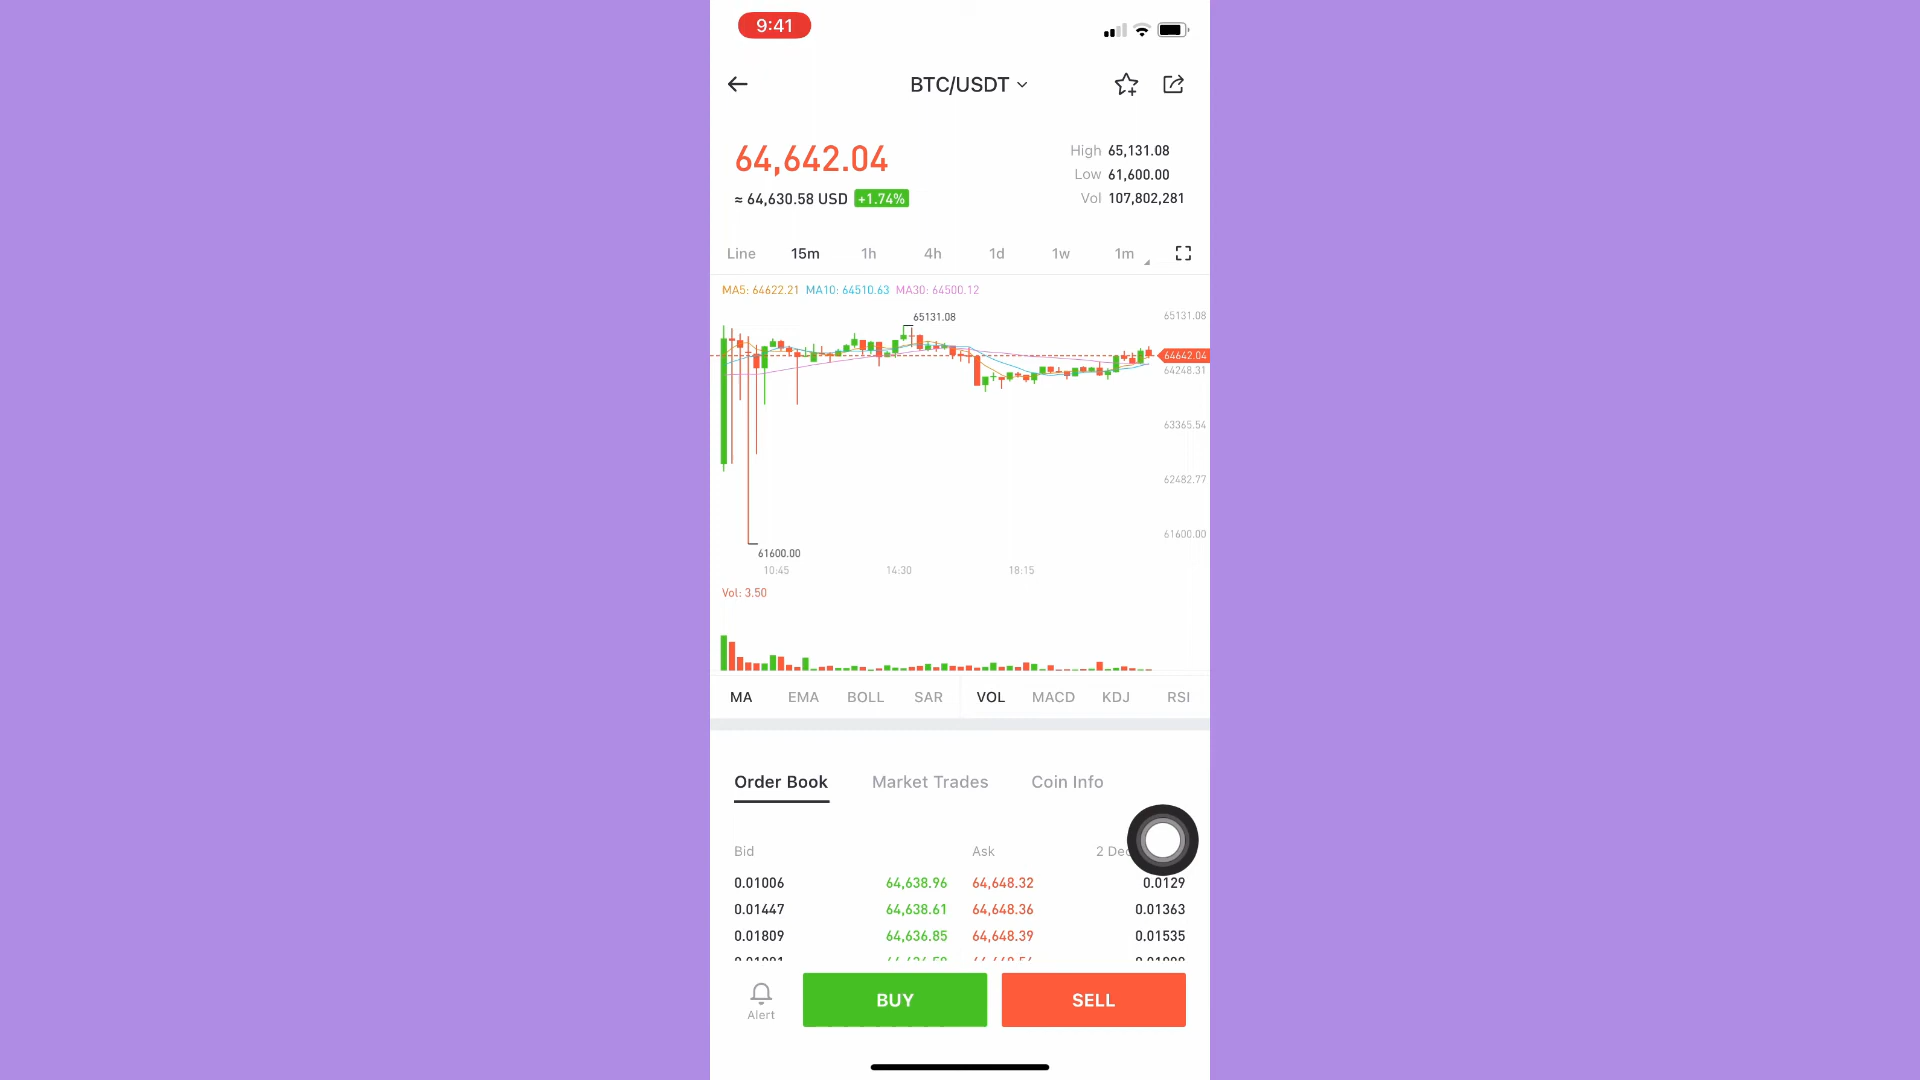 9:41
BTC/USDT
64,642.04
≈ 64,630.58 USD +1.74%
High 65,131.08
Low 61,600.00
Vol 107,802,281
Line 15m 1h 4h 1d 1w 1m
MA5: 64622.21 MA10: 64510.63 MA30: 64500.12
65131.08
65131.08
64642.04
64248.31
63365.54
62482.77
61600.00
61600.00
10:45 14:30 18:15
Vol: 3.50
MA EMA BOLL SAR VOL MACD KDJ RSI
Order Book Market Trades Coin Info
Bid Ask 2
0.01006 64,638.96 64,648.32 0.0129
0.01447 64,638.61 64,648.36 0.01363
0.01809 64,636.85 64,648.39 0.01535
Alert
BUY
SELL